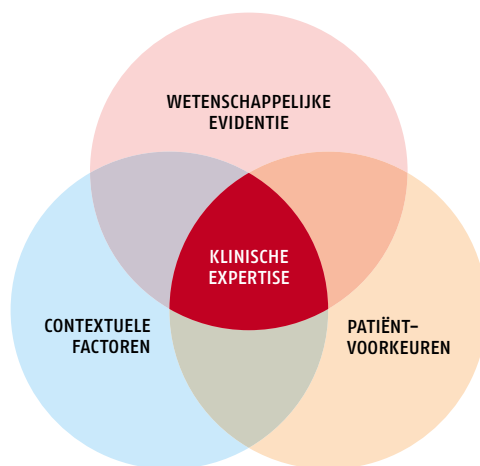 WETENSCHAPPELIJKE
EVIDENTIE
KLINISCHE
EXPERTISE
CONTEXTUELE
FACTOREN
PATIËNT-
VOORKEUREN